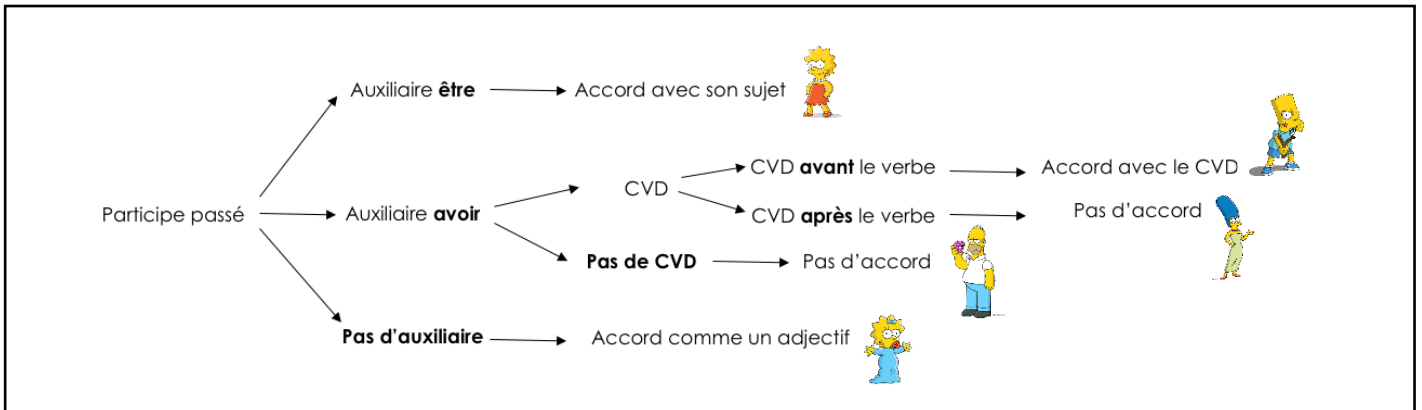 Auxiliaire être
Accord avec son sujet
CVD avant le verbe
Accord avec le CVD
CVD
Participe passé
Auxiliaire avoir
CVD après le verbe
Pas d’accord
Pas de CVD
Pas d’accord
Pas d’auxiliaire
Accord comme un adjectif